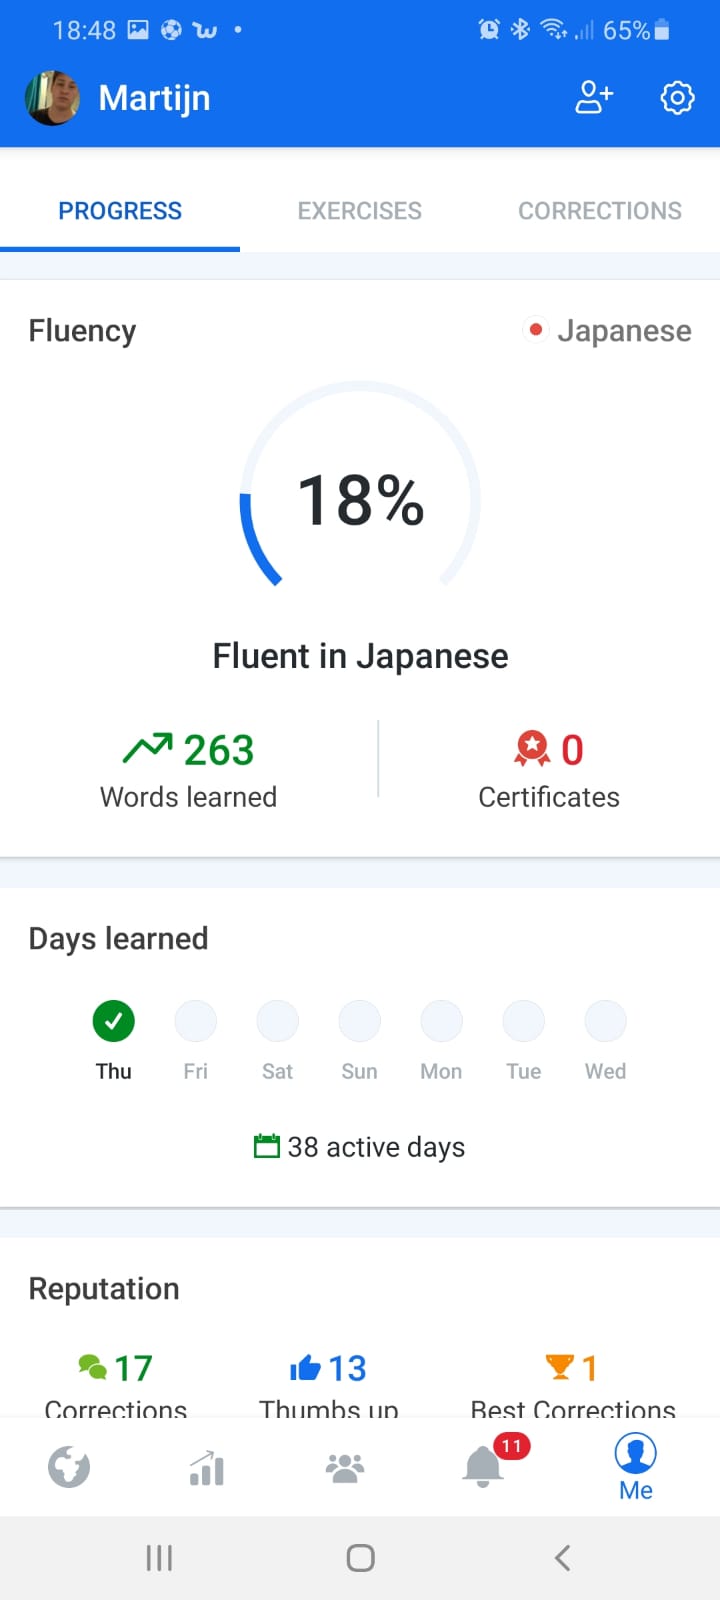 18:48 65%
Martijn
PROGRESS EXERCISES CORRECTIONS
Fluency Japanese
18%
Fluent in Japanese
263 0
Words learned Certificates
Days learned
Thu Fri Sat Sun Mon Tue Wed
38 active days
Reputation
17 13 1
Corrections Thumbs up Best Corrections
11
Me